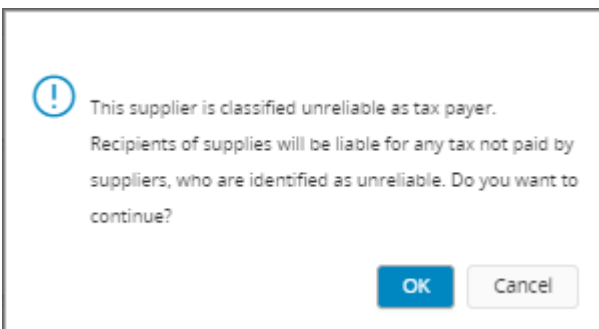 This supplier is classified unreliable as tax payer.
Recipients of supplies will be liable for any tax not paid by
suppliers, who are identified as unreliable. Do you want to
continue?
OK Cancel